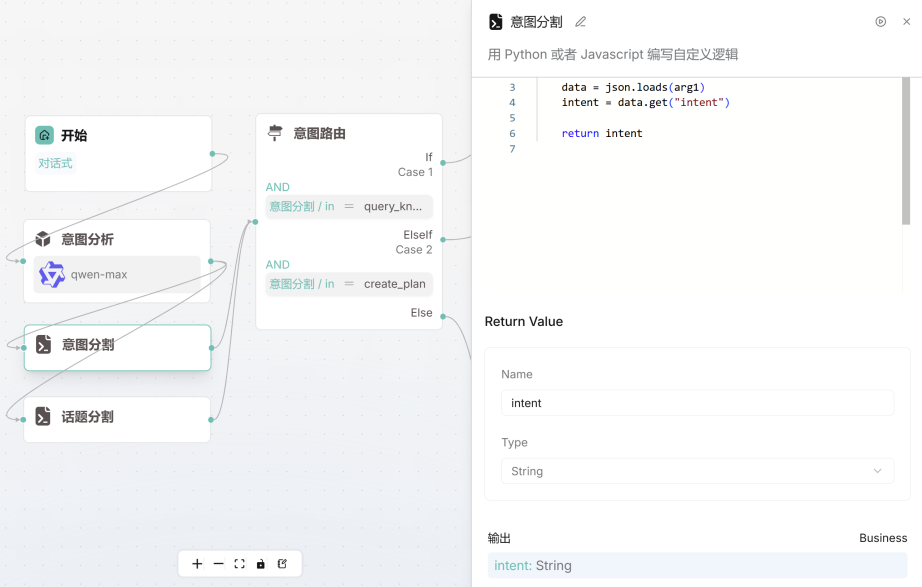 开始
对话式
意图分析
qwen-max
意图分割
话题分割
意图路由
If
Case 1
AND
意图分割 / in = query_kn...
ElseIf
Case 2
AND
意图分割 / in = create_plan
Else
意图分割
用 Python 或者 Javascript 编写自定义逻辑
3 data = json.loads(arg1)
4 intent = data.get("intent")
5
6 return intent
7
Return Value
Name
intent
Type
String
输出 Business
intent: String